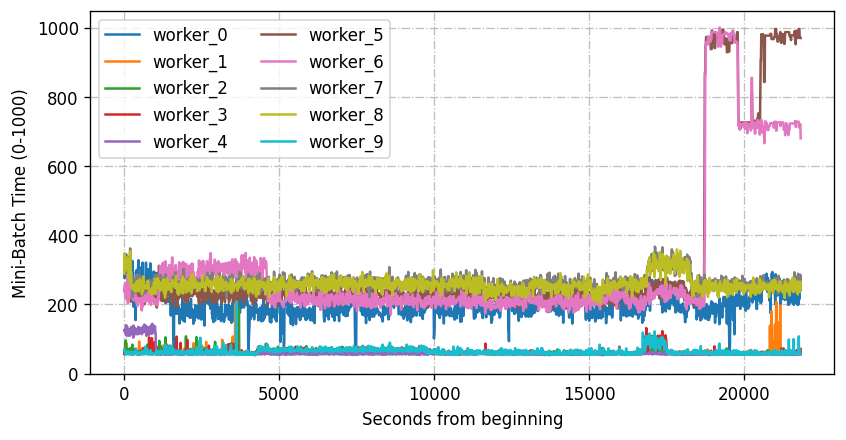 1000
800
600
400
200
0
Mini-Batch Time (0-1000)
worker_0
worker_1
worker_2
worker_3
worker_4
worker_5
worker_6
worker_7
worker_8
worker_9
0 5000 10000 15000 20000
Seconds from beginning